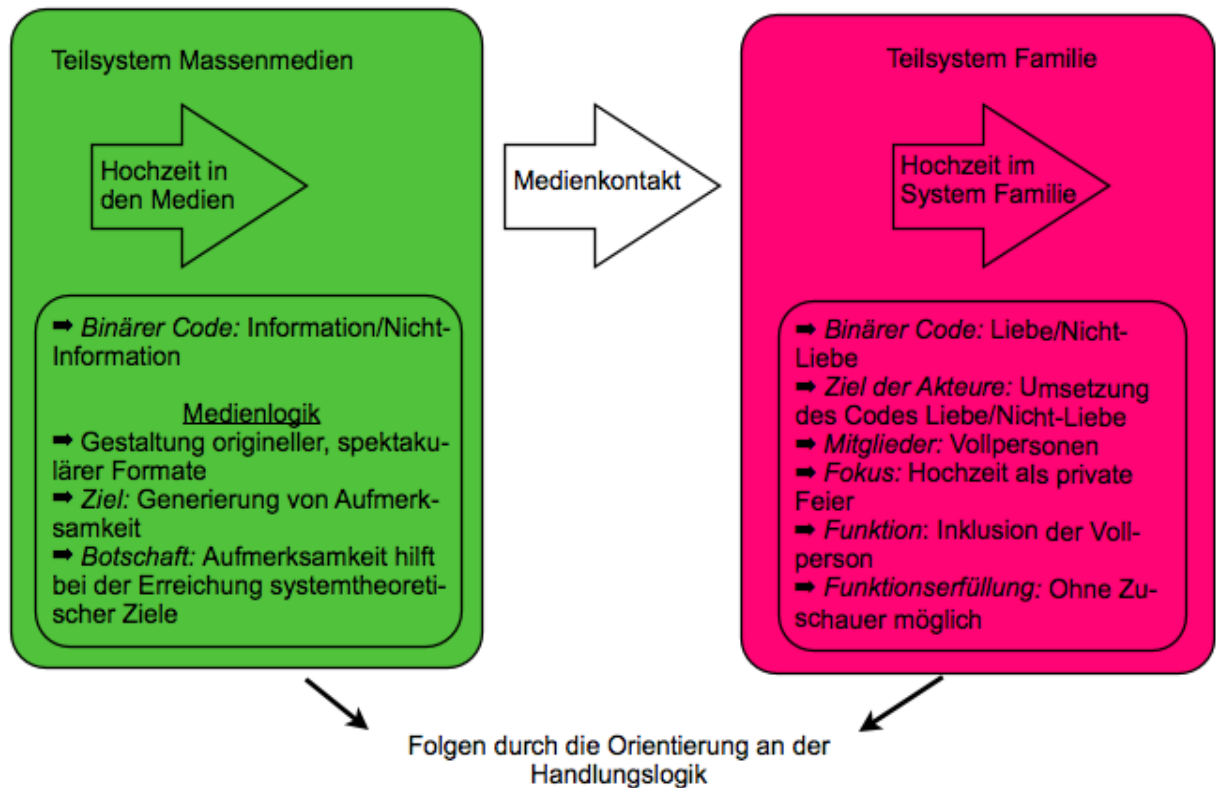 Teilsystem Massenmedien
Hochzeit in
den Medien
➡ Binärer Code: Information/Nicht-
Information
Medienlogik
➡ Gestaltung origineller, spektaku-
lärer Formate
➡ Ziel: Generierung von Aufmerk-
samkeit
➡ Botschaft: Aufmerksamkeit hilft
bei der Erreichung systemtheoreti-
scher Ziele
Medienkontakt
Teilsystem Familie
Hochzeit im
System Familie
➡ Binärer Code: Liebe/Nicht-
Liebe
➡ Ziel der Akteure: Umsetzung
des Codes Liebe/Nicht-Liebe
➡ Mitglieder: Vollpersonen
➡ Fokus: Hochzeit als private
Feier
➡ Funktion: Inklusion der Voll-
person
➡ Funktionserfüllung: Ohne Zu-
schauer möglich
Folgen durch die Orientierung an der
Handlungslogik